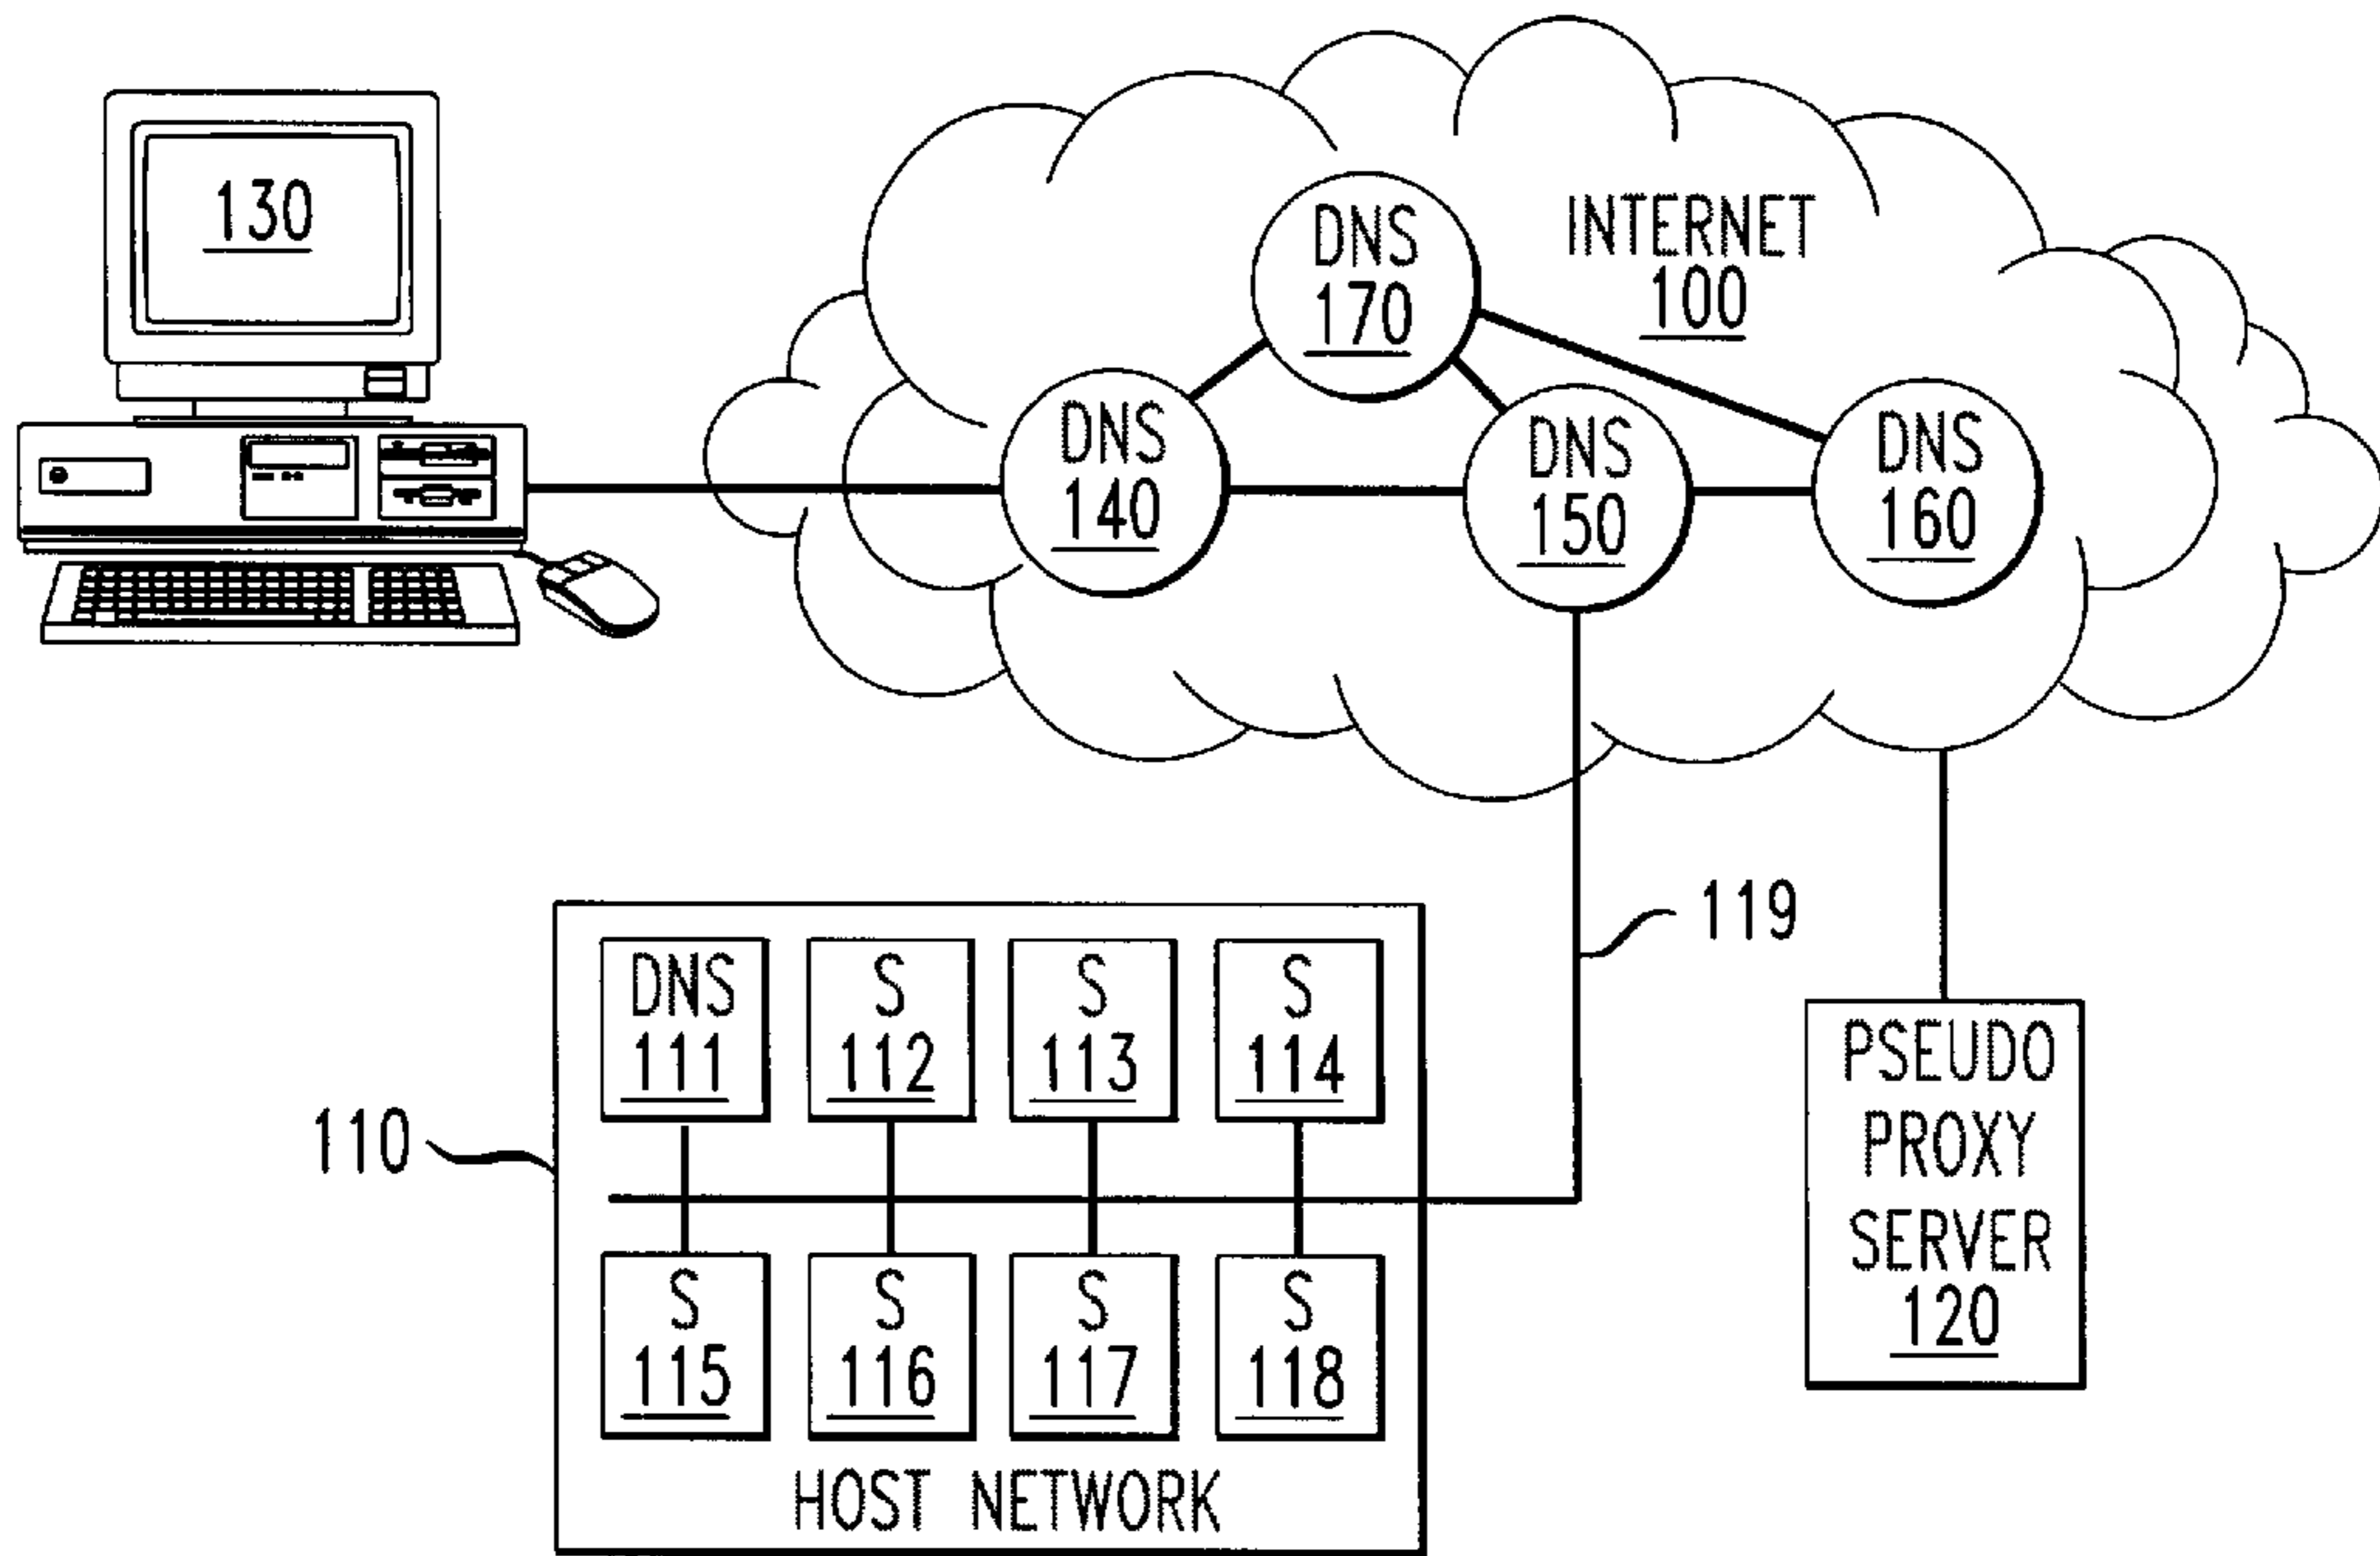 130
INTERNET
100
DNS
170
DNS
140
DNS
150
DNS
160
119
110
DNS
111
S
112
S
113
S
114
S
115
S
116
S
117
S
118
HOST NETWORK
PSEUDO
PROXY
SERVER
120